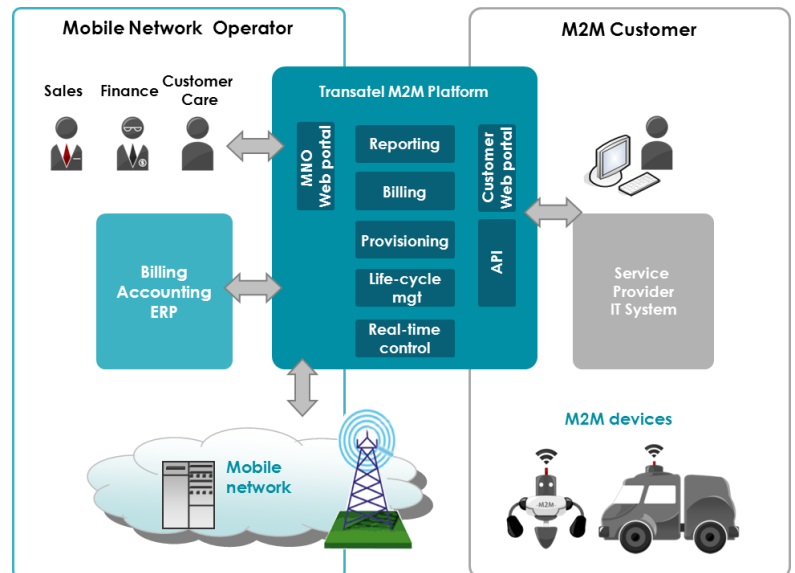 Mobile Network Operator
M2M Customer
Sales
Finance
Customer
Care
Transatel M2M Platform
MNO
Web portal
Reporting
Billing
Provisioning
Life-cycle
mgt
Real-time
control
Customer
Web portal
API
Billing
Accounting
ERP
Service
Provider
IT System
Mobile
network
M2M devices
M2M